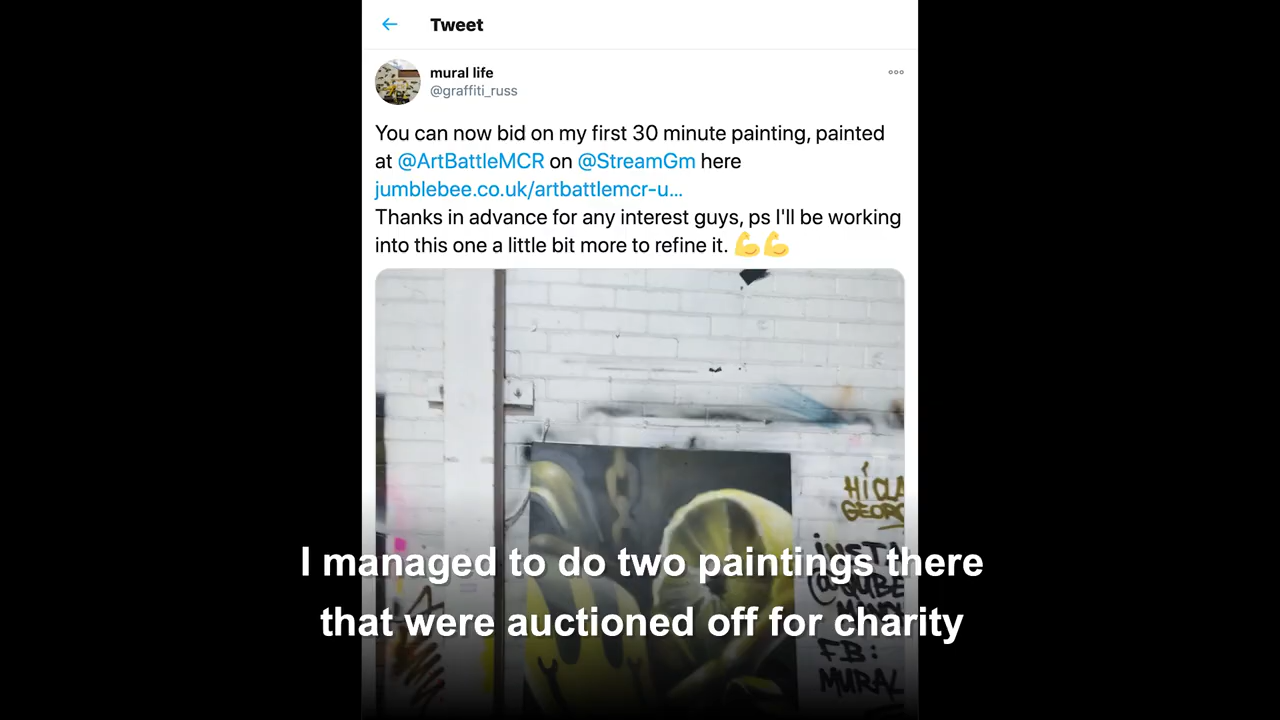 Tweet
mural life
@graffiti_russ
You can now bid on my first 30 minute painting, painted
at @ArtBattleMCR on @StreamGm here
jumblebee.co.uk/artbattlemcr-u...
Thanks in advance for any interest guys, ps I'll be working
into this one a little bit more to refine it. 💪💪
I managed to do two paintings there
that were auctioned off for charity
FB:
MURAL